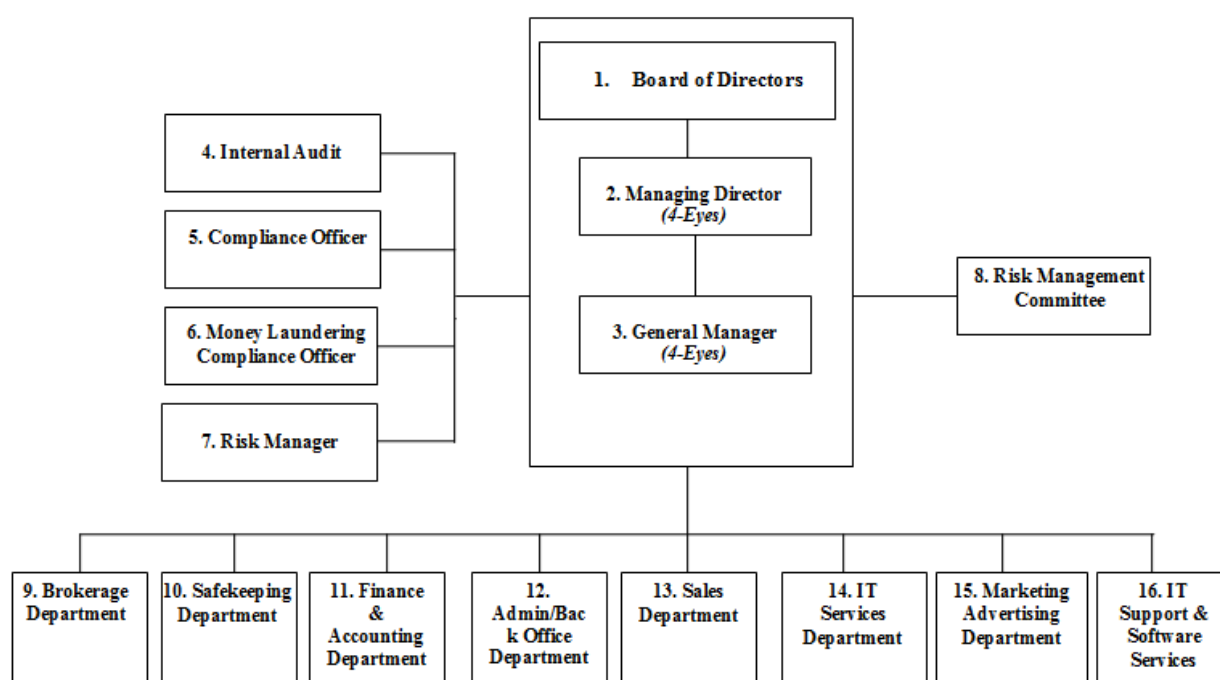 1. Board of Directors
2. Managing Director
(4-Eyes)
3. General Manager
(4-Eyes)
4. Internal Audit
5. Compliance Officer
6. Money Laundering
Compliance Officer
7. Risk Manager
8. Risk Management
Committee
9. Brokerage
Department
10. Safekeeping
Department
11. Finance
&
Accounting
Department
12.
Admin/Bac
k Office
Department
13. Sales
Department
14. IT
Services
Department
15. Marketing
Advertising
Department
16. IT
Support &
Software
Services